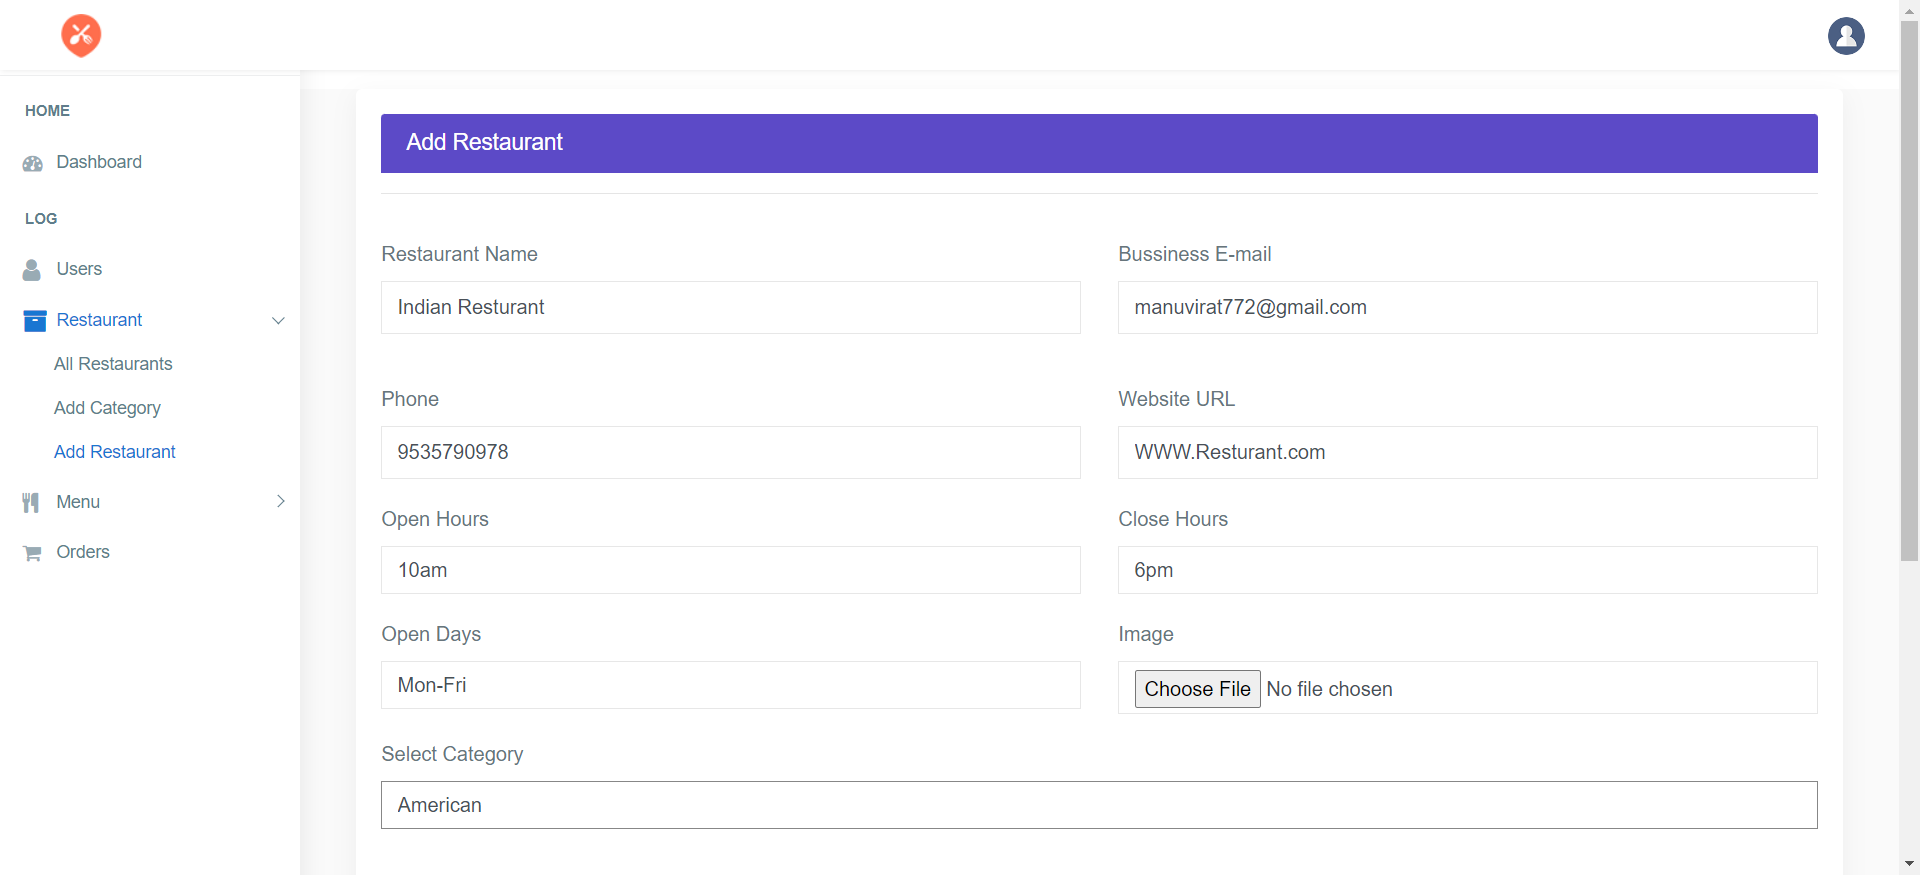 HOME
Dashboard
LOG
Users
Restaurant
All Restaurants
Add Category
Add Restaurant
Menu
Orders
Add Restaurant
Restaurant Name
Bussiness E-mail
Indian Resturant
manuvirat772@gmail.com
Phone
Website URL
9535790978
WWW.Resturant.com
Open Hours
Close Hours
10am
6pm
Open Days
Image
Mon-Fri
Choose File No file chosen
Select Category
American